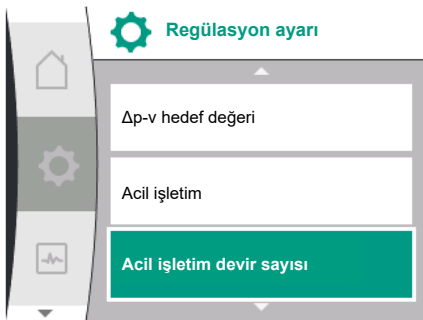 Regülasyon ayarı
Δp-v hedef değeri
Acil işletim
Acil işletim devir sayısı